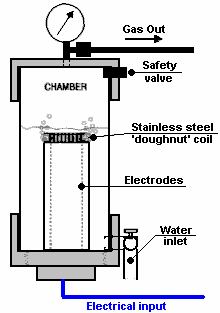 Gas Out
Safety
valve
CHAMBER
Stainless steel
'doughnut' coil
Electrodes
Water
inlet
Electrical input